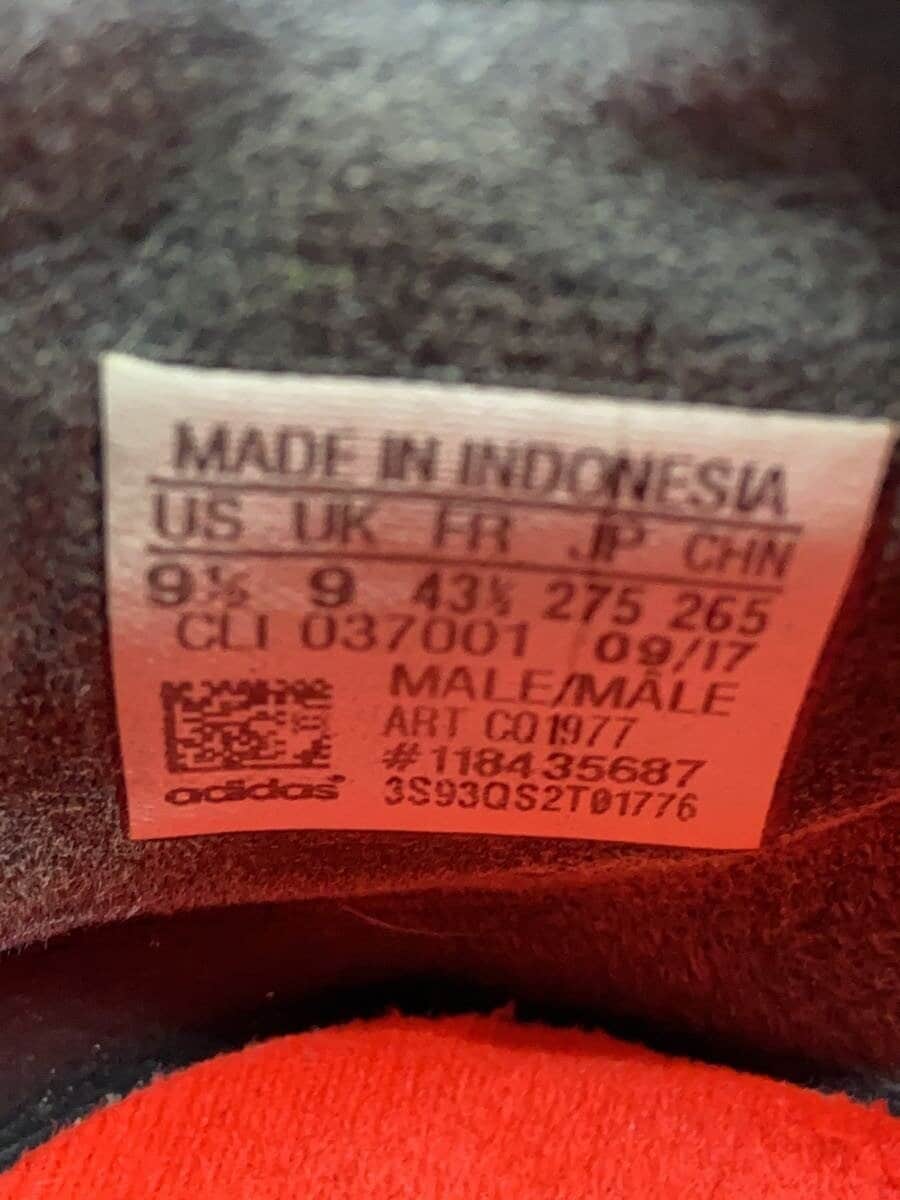 MADE IN INDONESIA
US UK FR JP CHN
9½ 9 43⅓ 275 265
CLI 037001 09/17
MALE/MÂLE
ART CQ1977
#118435687
adidas 3S93QS2T01776